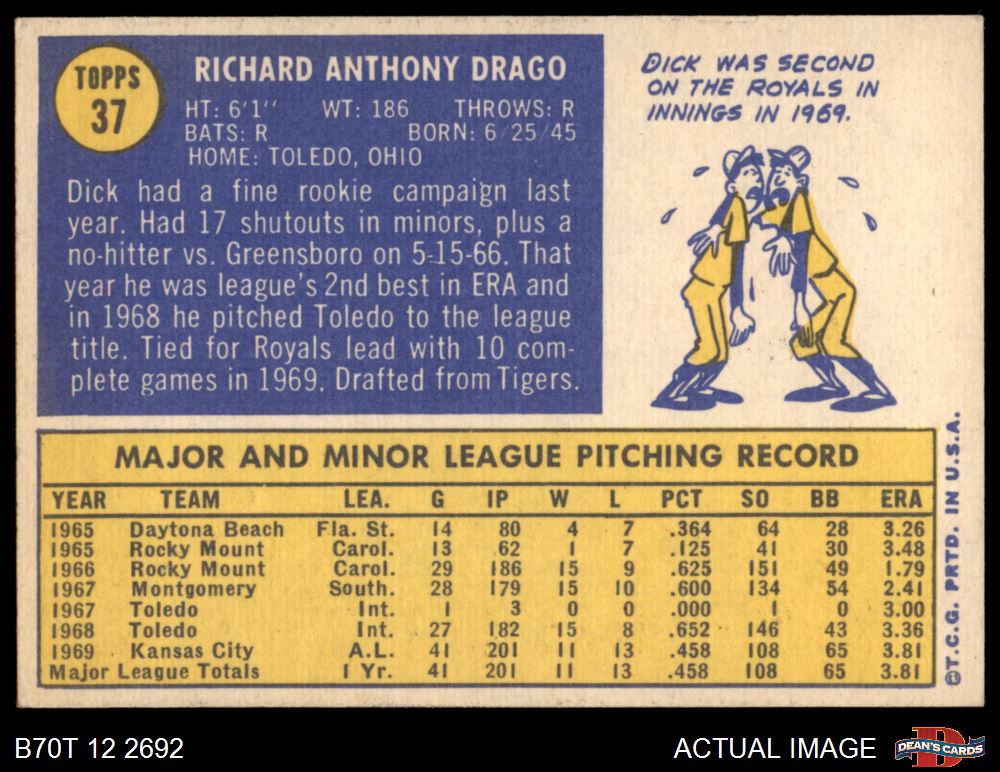 TOPPS
37
RICHARD ANTHONY DRAGO
HT: 6'1'' WT: 186 THROWS: R
BATS: R BORN: 6/25/45
HOME: TOLEDO, OHIO
Dick had a fine rookie campaign last
year. Had 17 shutouts in minors, plus a
no-hitter vs. Greensboro on 5-15-66. That
year he was league's 2nd best in ERA and
in 1968 he pitched Toledo to the league
title. Tied for Royals lead with 10 com-
plete games in 1969. Drafted from Tigers.
DICK WAS SECOND
ON THE ROYALS IN
INNINGS IN 1969.
MAJOR AND MINOR LEAGUE PITCHING RECORD
YEAR TEAM LEA. G IP W L PCT SO BB ERA
1965 Daytona Beach Fla. St. 14 80 4 7 .364 64 28 3.26
1965 Rocky Mount Carol. 13 62 1 7 .125 41 30 3.48
1966 Rocky Mount Carol. 29 186 15 9 .625 151 49 1.79
1967 Montgomery South. 28 179 15 10 .600 134 54 2.41
1967 Toledo Int. 1 3 0 0 .000 1 0 3.00
1968 Toledo Int. 27 182 15 8 .652 146 43 3.36
1969 Kansas City A.L. 41 201 11 13 .458 108 65 3.81
Major League Totals 1 Yr. 41 201 11 13 .458 108 65 3.81
©T.C.G. PRTD. IN U.S.A.
B70T 12 2692
ACTUAL IMAGE
D
DEAN'S CARDS